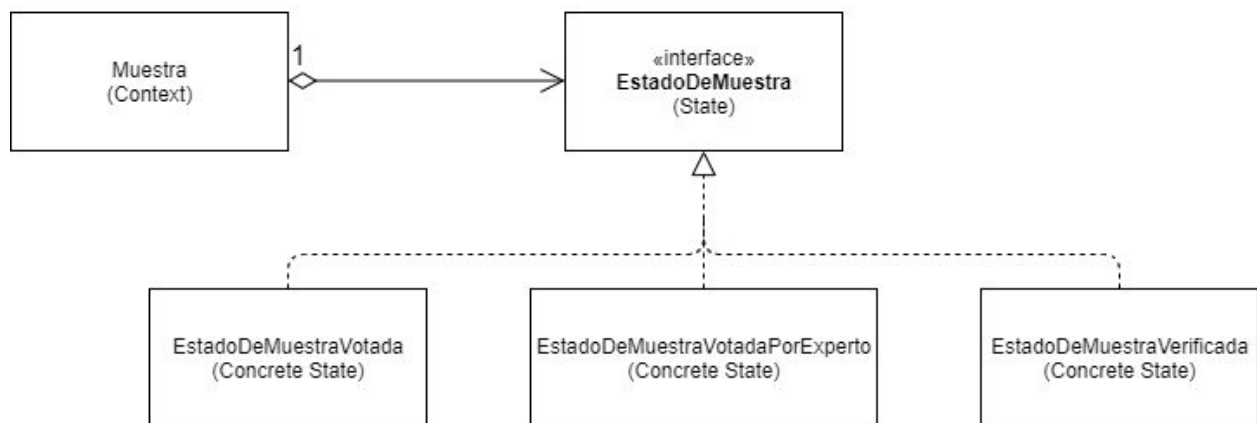 Muestra
(Context)
1
«interface»
EstadoDeMuestra
(State)
EstadoDeMuestraVotada
(Concrete State)
EstadoDeMuestraVotadaPorExperto
(Concrete State)
EstadoDeMuestraVerificada
(Concrete State)